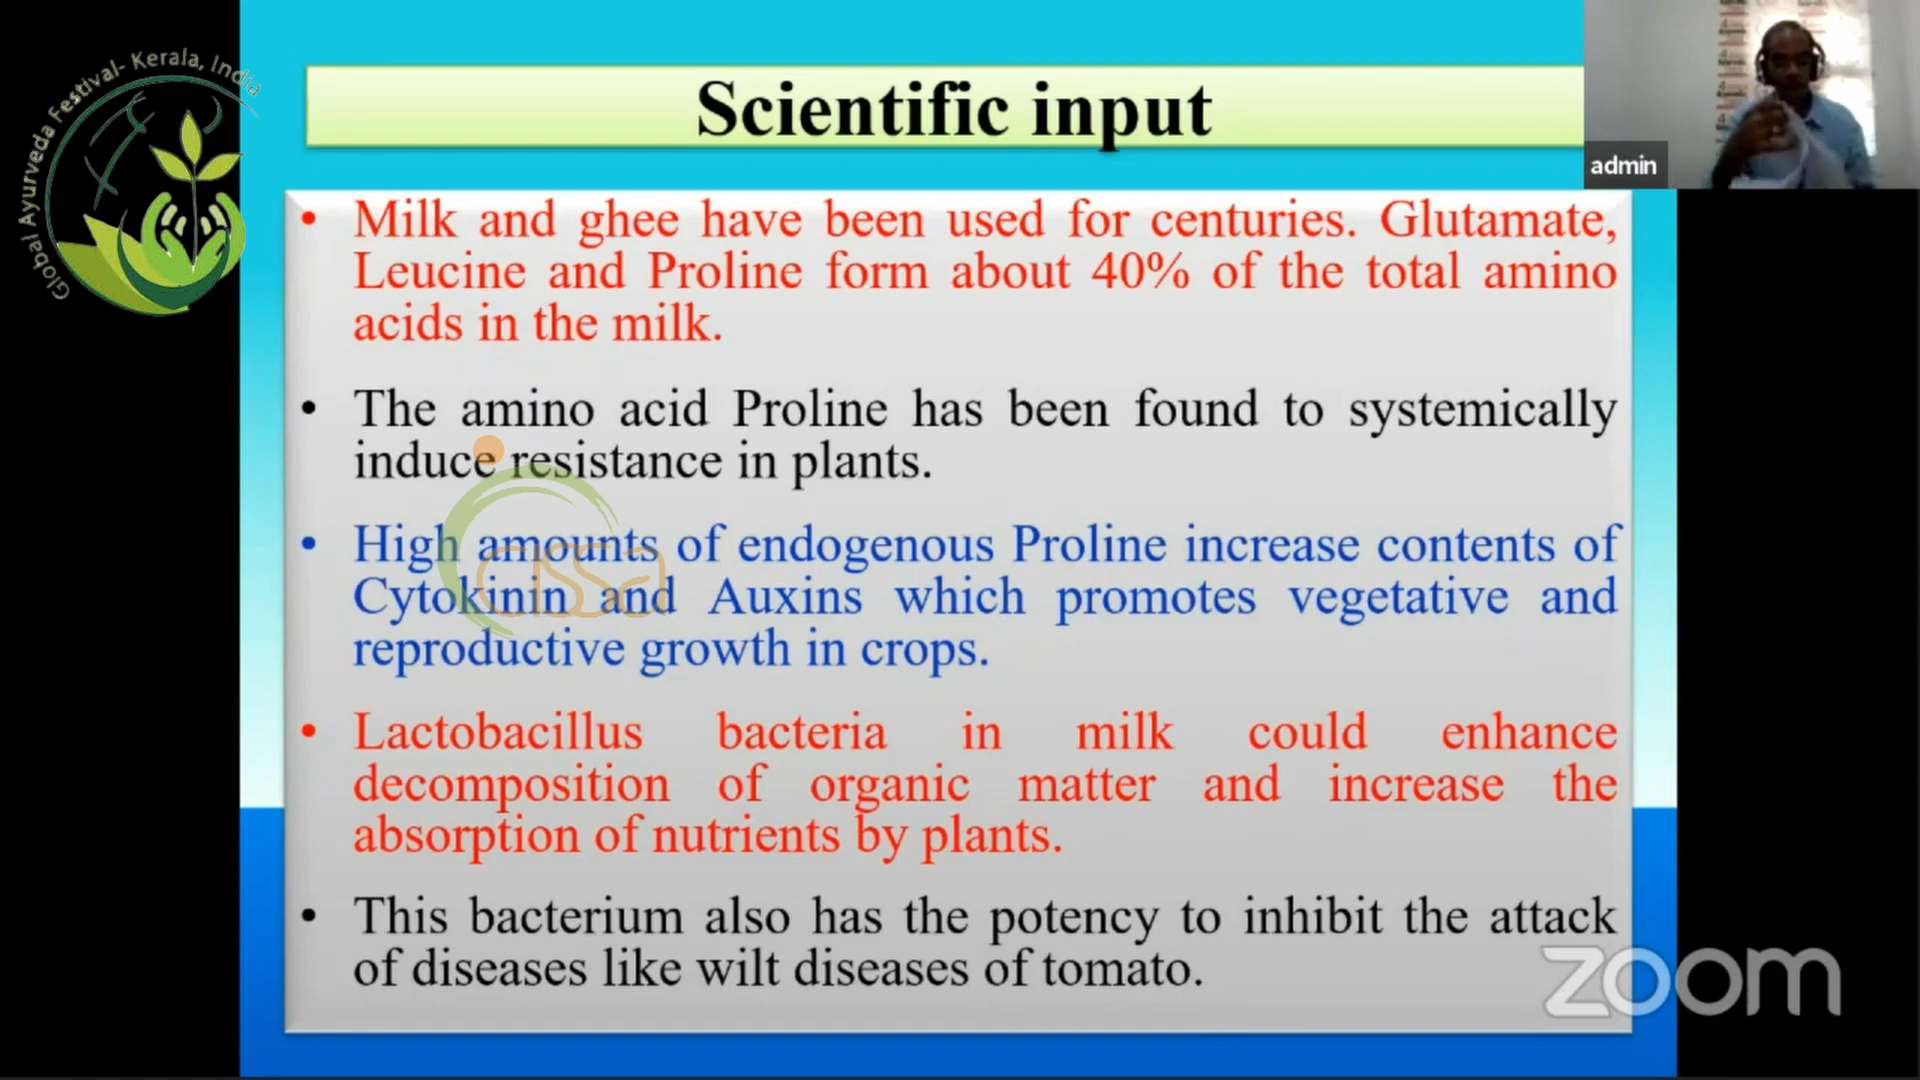 Global Ayurveda Festival- Kerala, India
Scientific input
admin
• Milk and ghee have been used for centuries. Glutamate,
Leucine and Proline form about 40% of the total amino
acids in the milk.
• The amino acid Proline has been found to systemically
induce resistance in plants.
• High amounts of endogenous Proline increase contents of
Cytokinin and Auxins which promotes vegetative and
reproductive growth in crops.
• Lactobacillus bacteria in milk could enhance
decomposition of organic matter and increase the
absorption of nutrients by plants.
• This bacterium also has the potency to inhibit the attack
of diseases like wilt diseases of tomato.
cissa
zoom